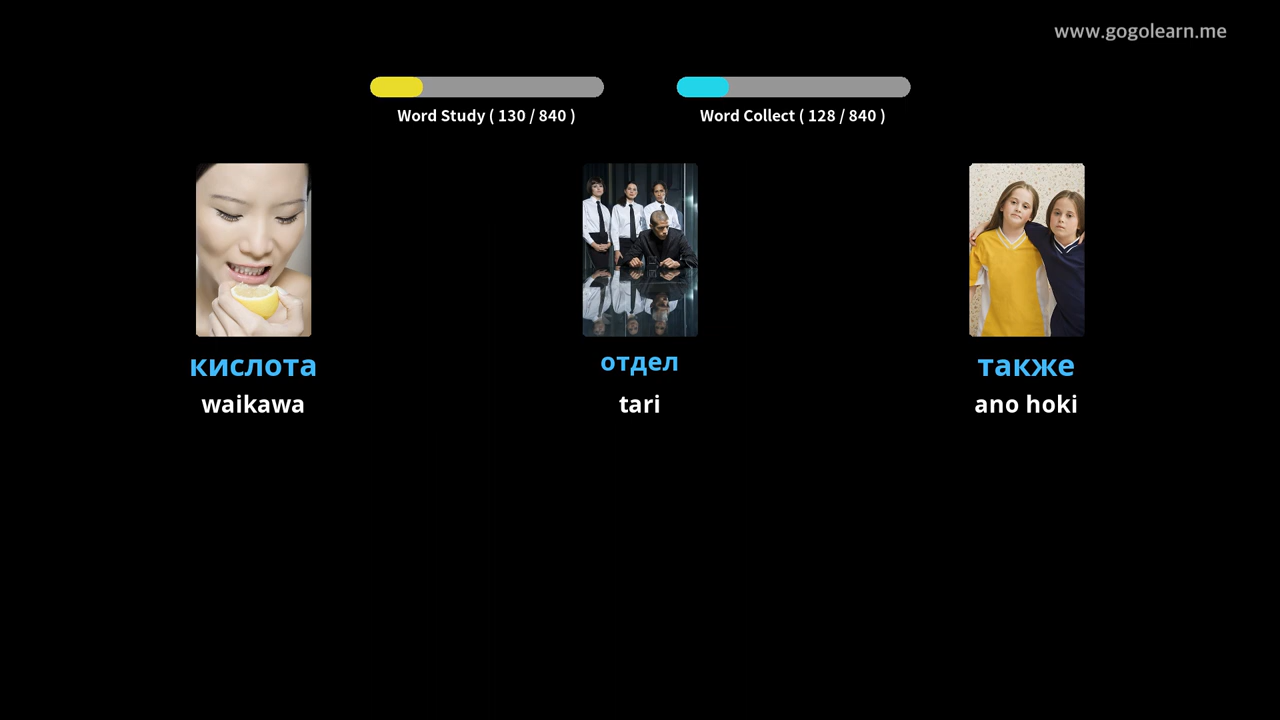 www.gogolearn.me
Word Study ( 130 / 840 )
Word Collect ( 128 / 840 )
кислота
отдел
также
waikawa
tari
ano hoki